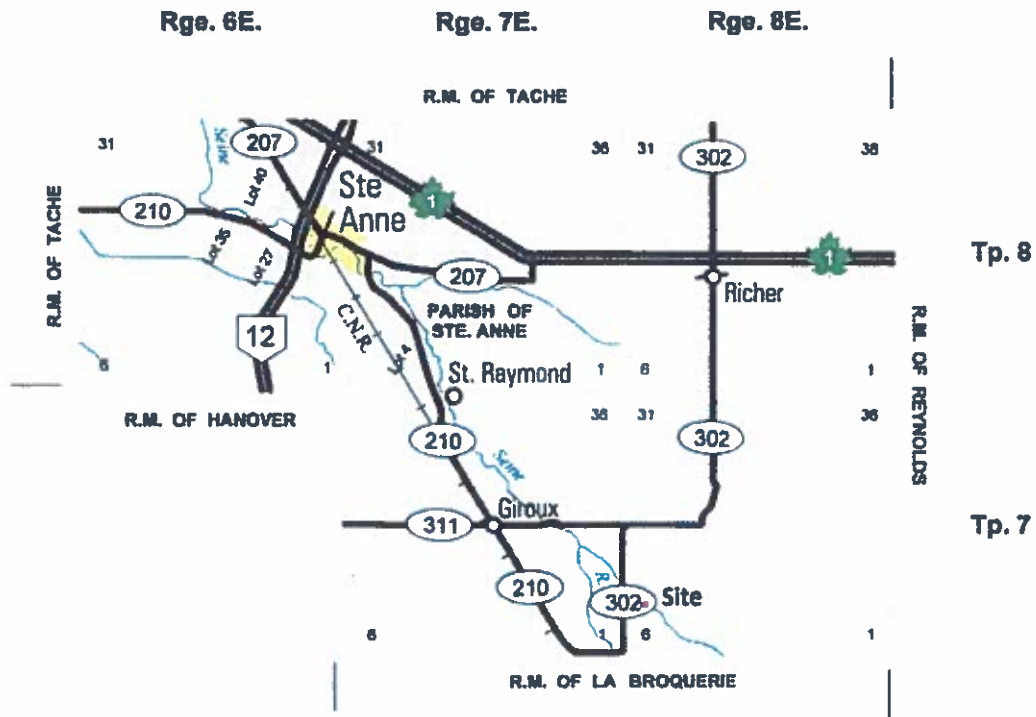 Rge. 6E. Rge. 7E. Rge. 8E.
R.M. OF TACHE
31 207 31 36 31 302 36
Seine
Lot 40
Ste
Anne
1
R.M. OF TACHE
210
Lot 35
Lot 27
207
1
Tp. 8
Richer
PARISH OF
STE. ANNE
12
C.N.R.
Lot 4
6 1 1 6 1
St. Raymond
R.M. OF HANOVER
36 31 36
R.M. OF REYNOLDS
210
302
Seine
Giroux
311
Tp. 7
210
R.
302
Site
6 1 6 1
R.M. OF LA BROQUERIE